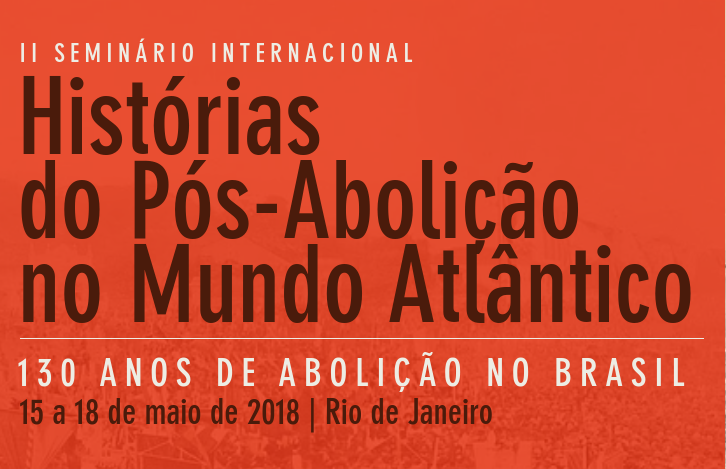 II SEMINÁRIO INTERNACIONAL
Histórias
do Pós-Abolição
no Mundo Atlântico
130 ANOS DE ABOLIÇÃO NO BRASIL
15 a 18 de maio de 2018 | Rio de Janeiro